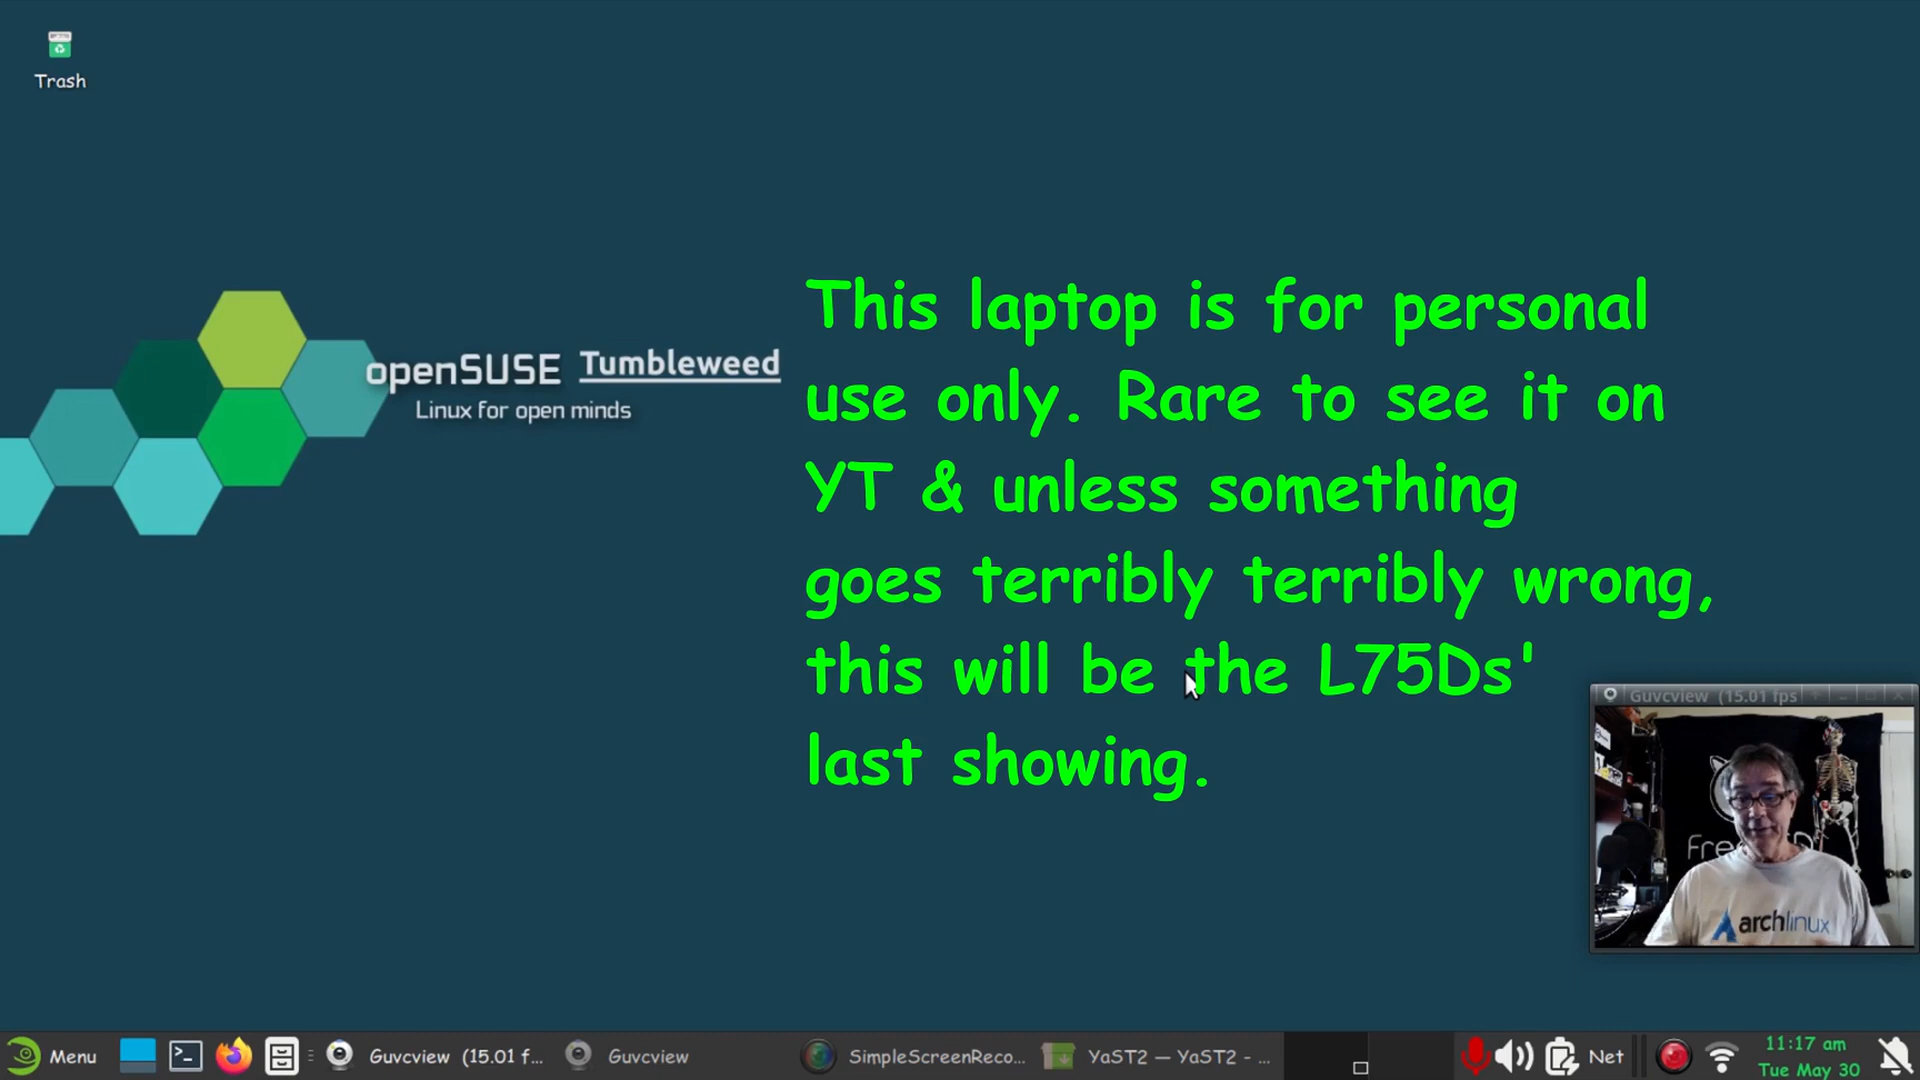 Trash
openSUSE Tumbleweed
Linux for open minds
This laptop is for personal
use only. Rare to see it on
YT & unless something
goes terribly terribly wrong,
this will be the L75Ds'
last showing.
Guvcview (15.01 fps
archlinux
Menu
Guvcview (15.01 f...
Guvcview
SimpleScreenReco...
YaST2 — YaST2 - ...
Net
11:17 am
Tue May 30